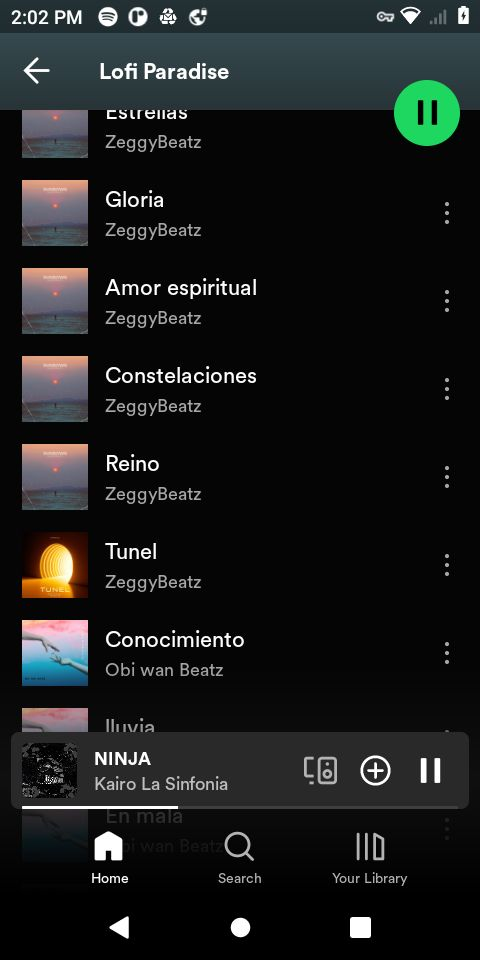 2:02 PM
Lofi Paradise
Estrellas
ZeggyBeatz
Gloria
ZeggyBeatz
Amor espiritual
ZeggyBeatz
Constelaciones
ZeggyBeatz
Reino
ZeggyBeatz
TUNEL
Tunel
ZeggyBeatz
Conocimiento
Obi wan Beatz
lluvia
NINJA
Kairo La Sinfonia
En mala
Obi wan Beatz
Home
Search
Your Library